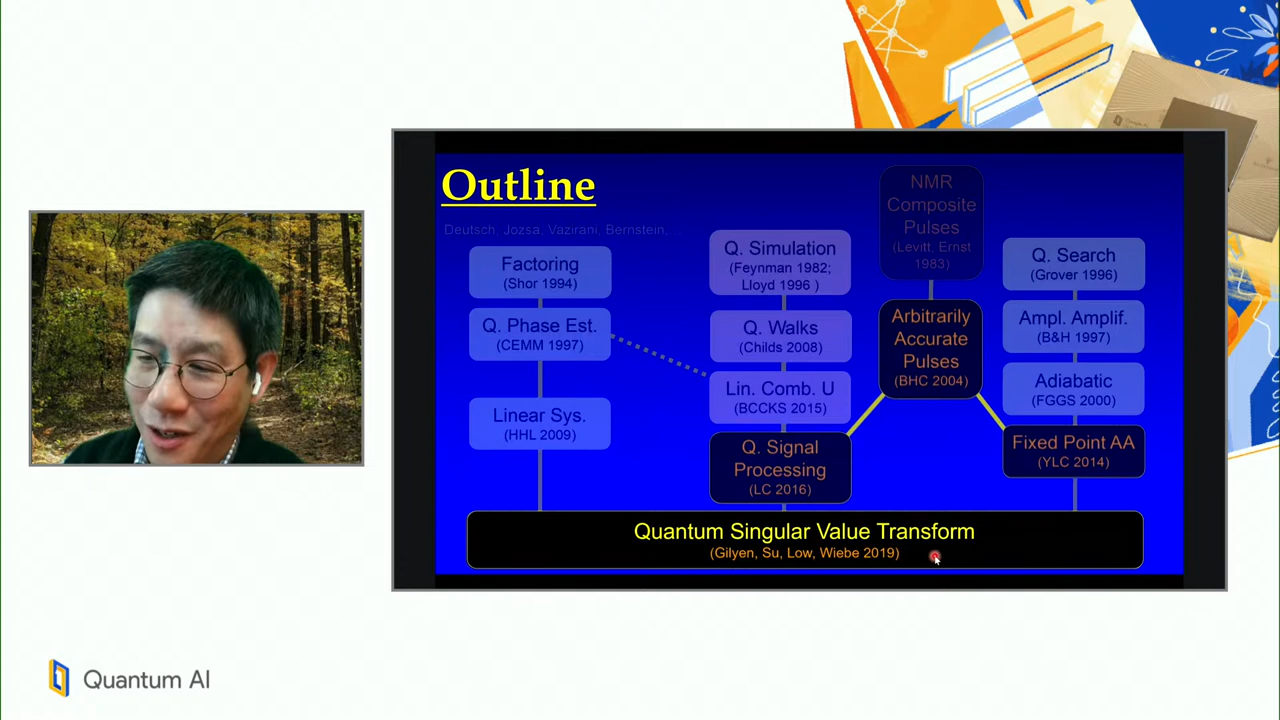 Outline
Deutsch, Jozsa, Vazirani, Bernstein,...
Factoring
(Shor 1994)
Q. Phase Est.
(CEMM 1997)
Linear Sys.
(HHL 2009)
Q. Simulation
(Feynman 1982;
Lloyd 1996 )
Q. Walks
(Childs 2008)
Lin. Comb. U
(BCCKS 2015)
Q. Signal
Processing
(LC 2016)
NMR
Composite
Pulses
(Levitt, Ernst
1983)
Arbitrarily
Accurate
Pulses
(BHC 2004)
Q. Search
(Grover 1996)
Ampl. Amplif.
(B&H 1997)
Adiabatic
(FGGS 2000)
Fixed Point AA
(YLC 2014)
Quantum Singular Value Transform
(Gilyen, Su, Low, Wiebe 2019)
Quantum AI